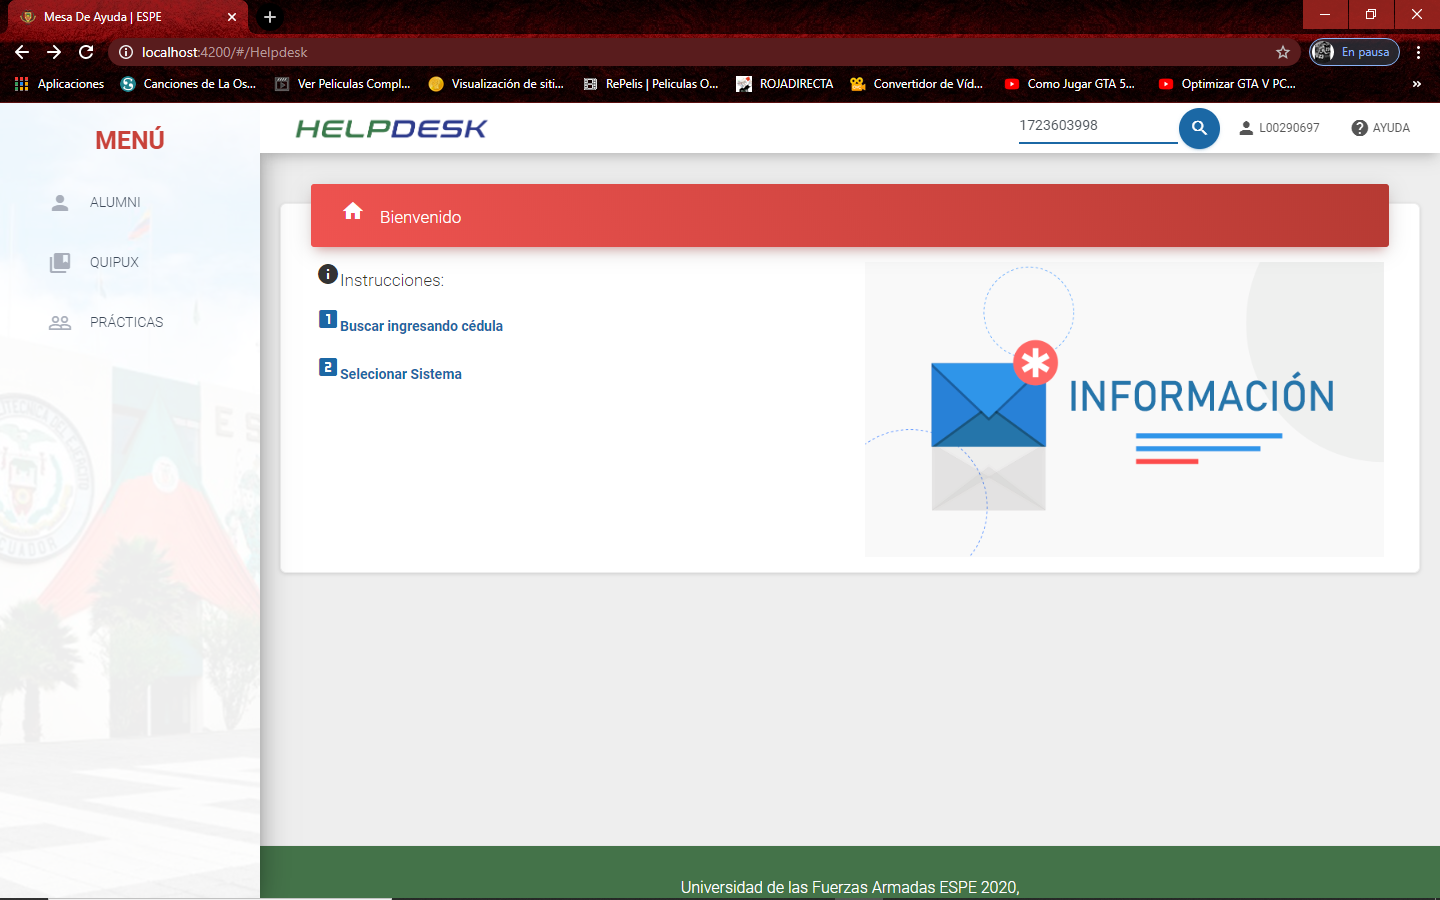 Mesa De Ayuda | ESPE
localhost:4200/#/Helpdesk
En pausa
Aplicaciones
Canciones de La Os...
Ver Peliculas Compl...
Visualización de siti...
RePelis | Peliculas O...
ROJADIRECTA
Convertidor de Víd...
Como Jugar GTA 5...
Optimizar GTA V PC...
»
MENÚ
ALUMNI
QUIPUX
PRÁCTICAS
HELPDESK
1723603998
L00290697
AYUDA
Bienvenido
Instrucciones:
1 Buscar ingresando cédula
2 Selecionar Sistema
INFORMACIÓN
Universidad de las Fuerzas Armadas ESPE 2020,